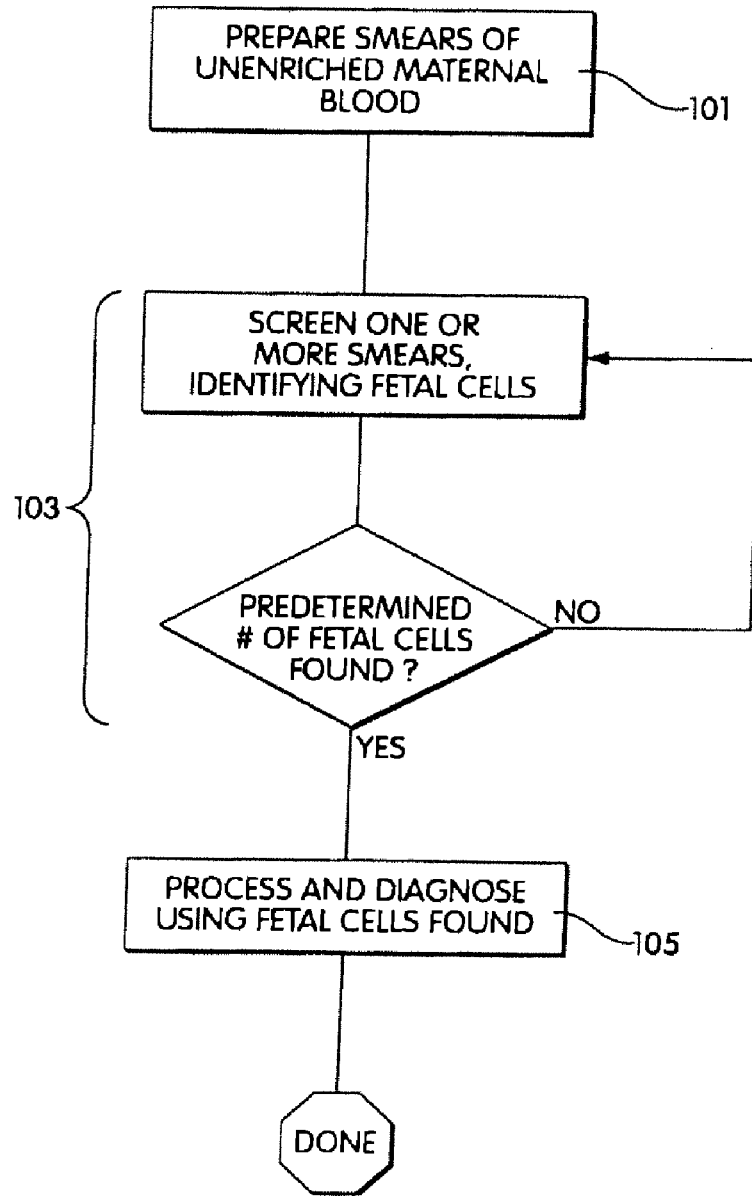 PREPARE SMEARS OF
UNENRICHED MATERNAL
BLOOD
101
SCREEN ONE OR
MORE SMEARS,
IDENTIFYING FETAL CELLS
103
PREDETERMINED
# OF FETAL CELLS
FOUND ?
NO
YES
PROCESS AND DIAGNOSE
USING FETAL CELLS FOUND
105
DONE